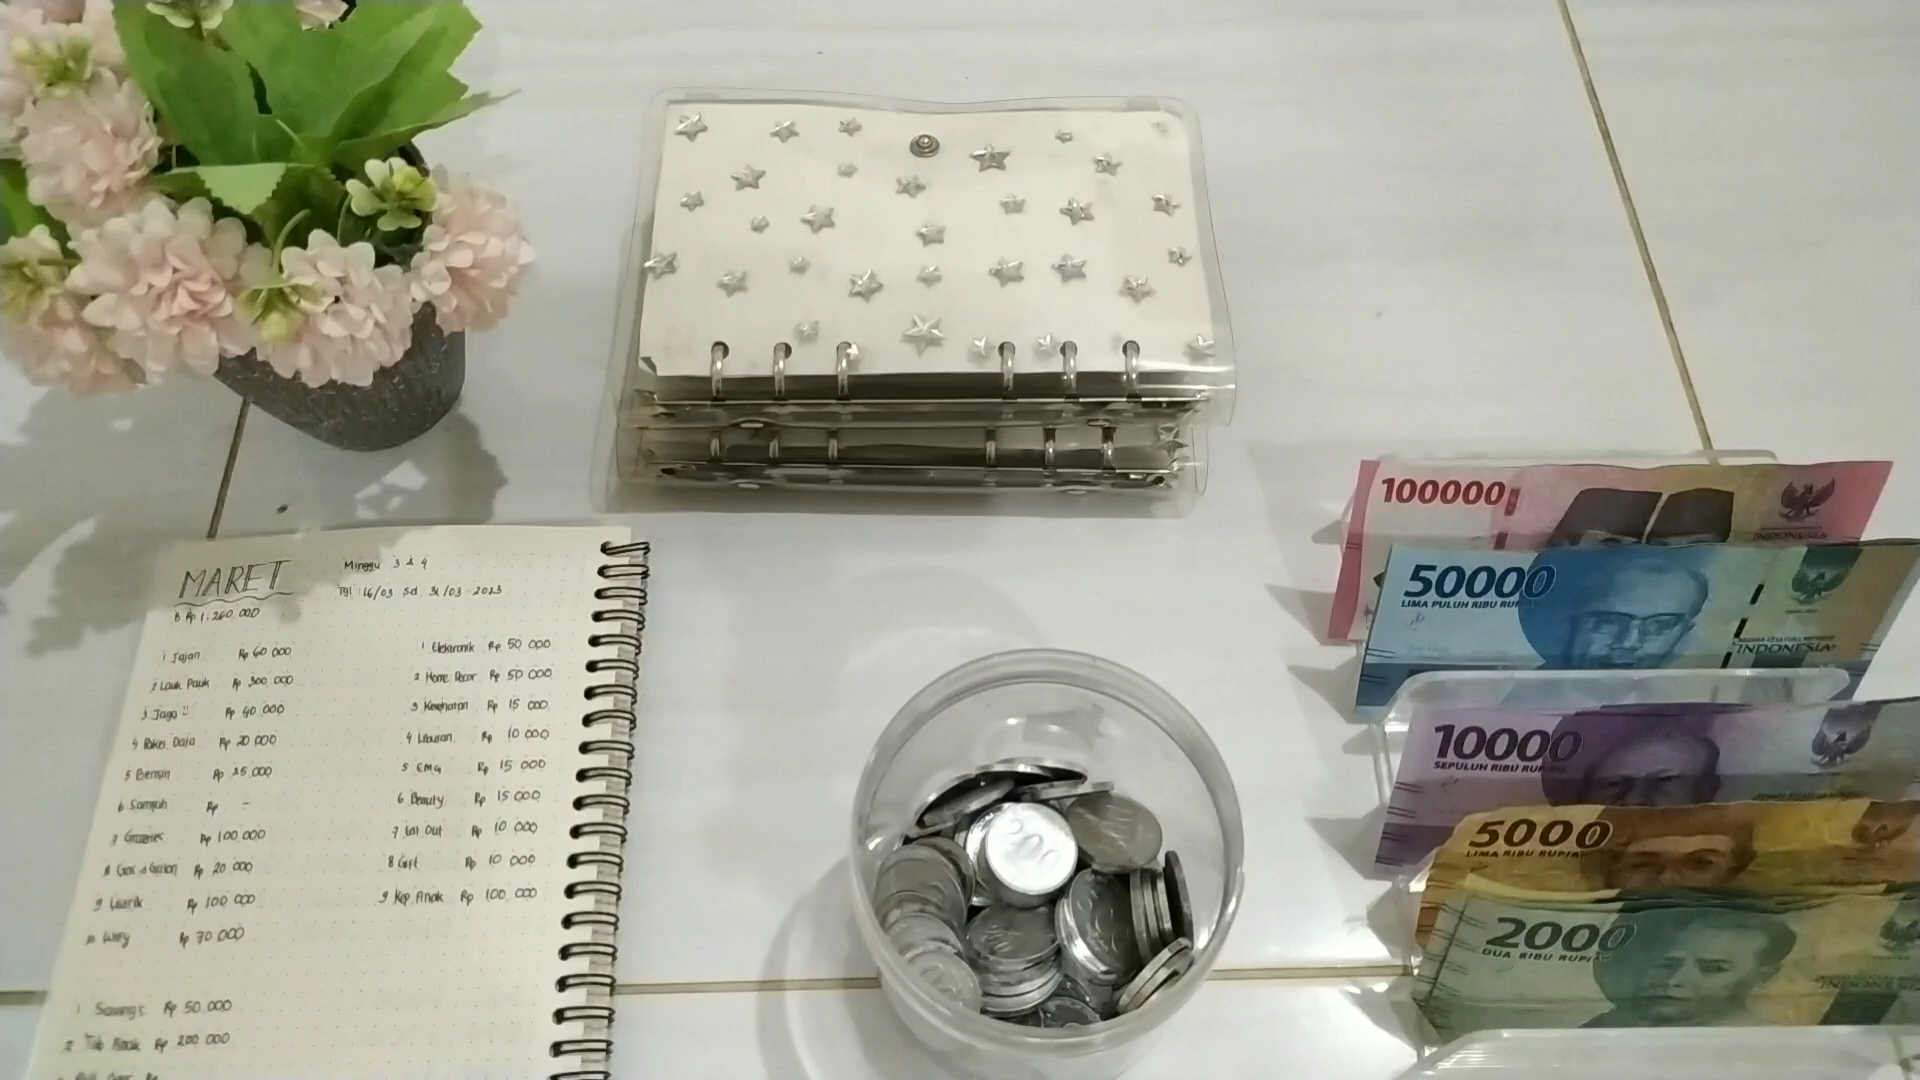 MARET
Minggu 3 & 4
Tgl 16/03 sd 31/03 2023
B Rp 1.260.000
1 Jajan Rp 60 000
2 Lauk Pauk Rp 300 000
3 Jago Rp 40 000
4 Paket Data Rp 20 000
5 Bensin Rp 25.000
6 Sampah Rp -
7 Groceries Rp 100.000
8 Gas & Galon Rp 20 000
9 Listrik Rp 100 000
10 Rp 70 000
1 Elektronik Rp 50 000
2 Home Decor Rp 50 000
3 Kesehatan Rp 15 000
4 Liburan Rp 10 000
5 EMG Rp 15 000
6 Beauty Rp 15 000
7 Eat Out Rp 10 000
8 Gift Rp 10 000
9 Kep. Anak Rp 100 000
1 Savings Rp 50 000
2 Tab Anak Rp 200 000
200
100000
INDONESIA
50000
LIMA PULUH RIBU RUPIAH
INDONESIA
10000
SEPULUH RIBU RUPIAH
5000
LIMA RIBU RUPIAH
2000
DUA RIBU RUPIAH
INDONESIA